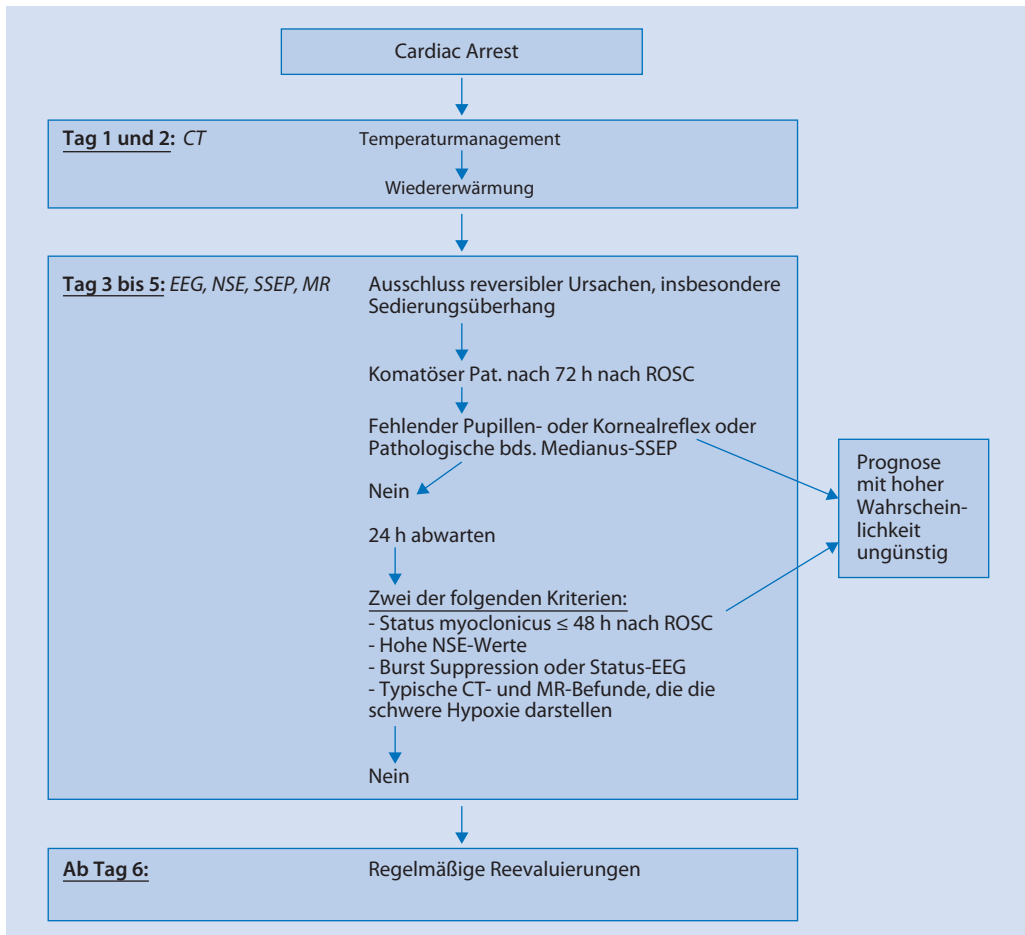 Cardiac Arrest
Tag 1 und 2: CT
Temperaturmanagement
Wiedererwärmung
Tag 3 bis 5: EEG, NSE, SSEP, MR
Ausschluss reversibler Ursachen, insbesondere
Sedierungsüberhang
Komatöser Pat. nach 72 h nach ROSC
Fehlender Pupillen- oder Kornealreflex oder
Pathologische bds. Medianus-SSEP
Nein
24 h abwarten
Zwei der folgenden Kriterien:
- Status myoclonicus ≤ 48 h nach ROSC
- Hohe NSE-Werte
- Burst Suppression oder Status-EEG
- Typische CT- und MR-Befunde, die die
schwere Hypoxie darstellen
Nein
Prognose
mit hoher
Wahrschein-
lichkeit
ungünstig
Ab Tag 6:
Regelmäßige Reevaluierungen